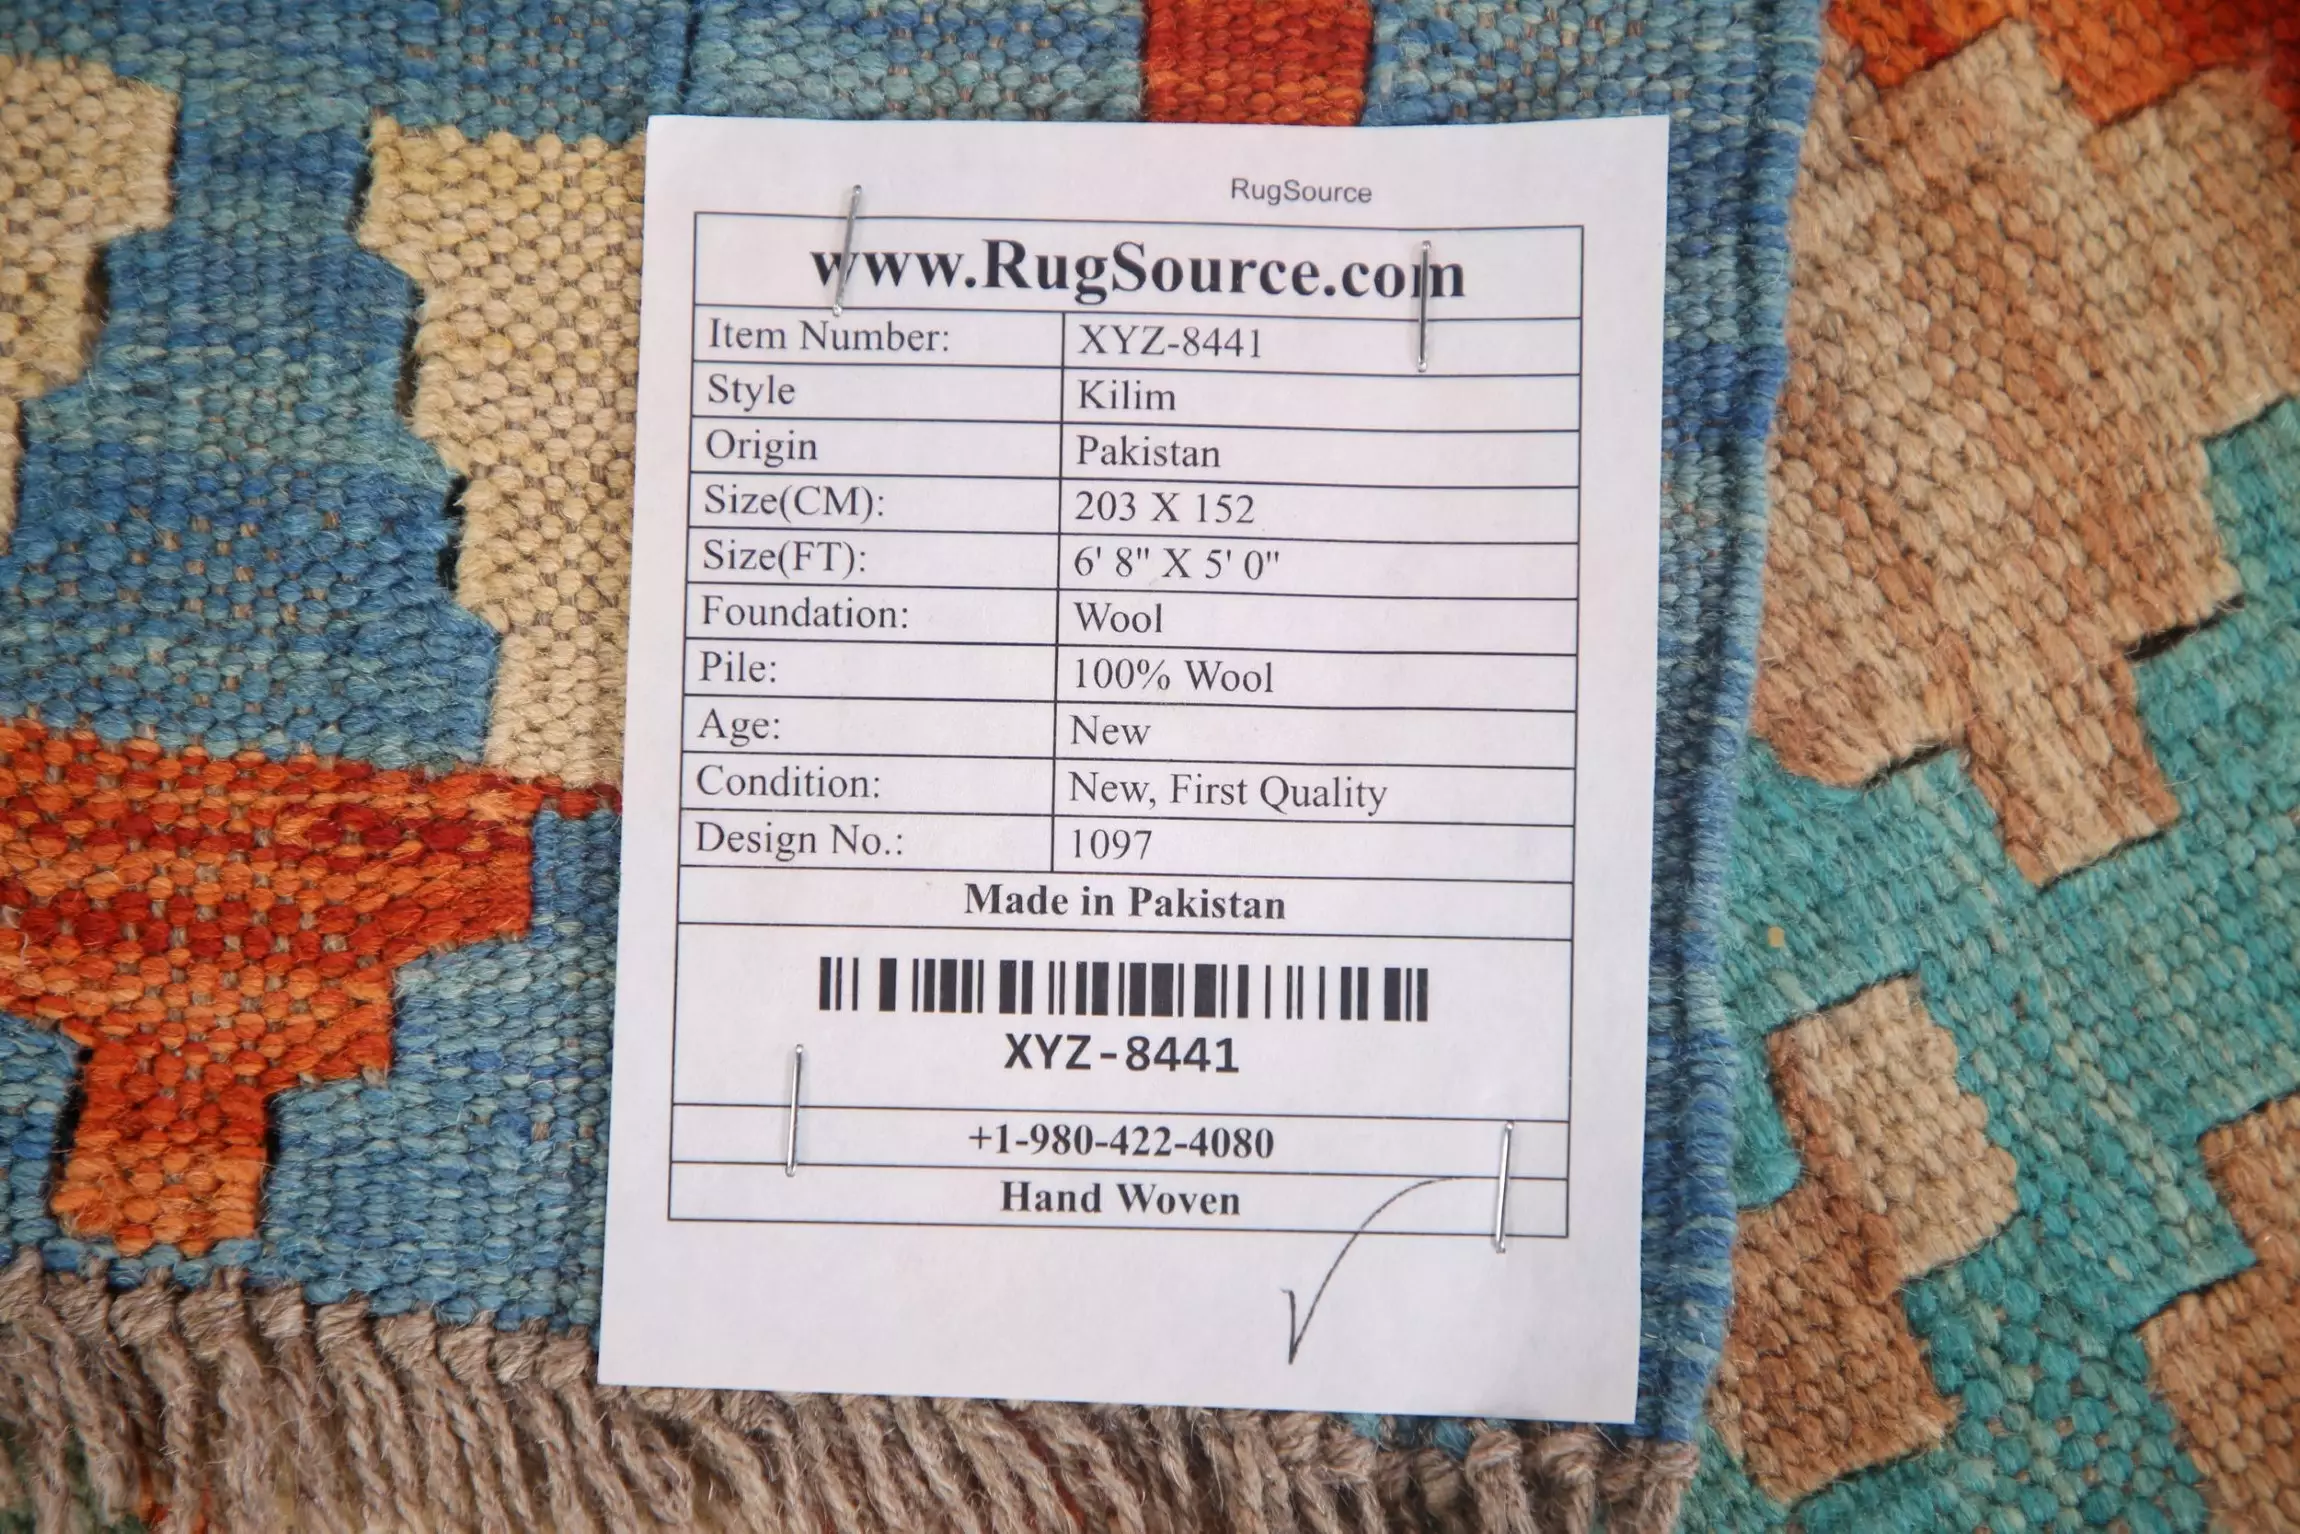 RugSource
www.RugSource.com
Item Number: XYZ-8441
Style Kilim
Origin Pakistan
Size(CM): 203 X 152
Size(FT): 6' 8" X 5' 0"
Foundation: Wool
Pile: 100% Wool
Age: New
Condition: New, First Quality
Design No.: 1097
Made in Pakistan
XYZ-8441
+1-980-422-4080
Hand Woven